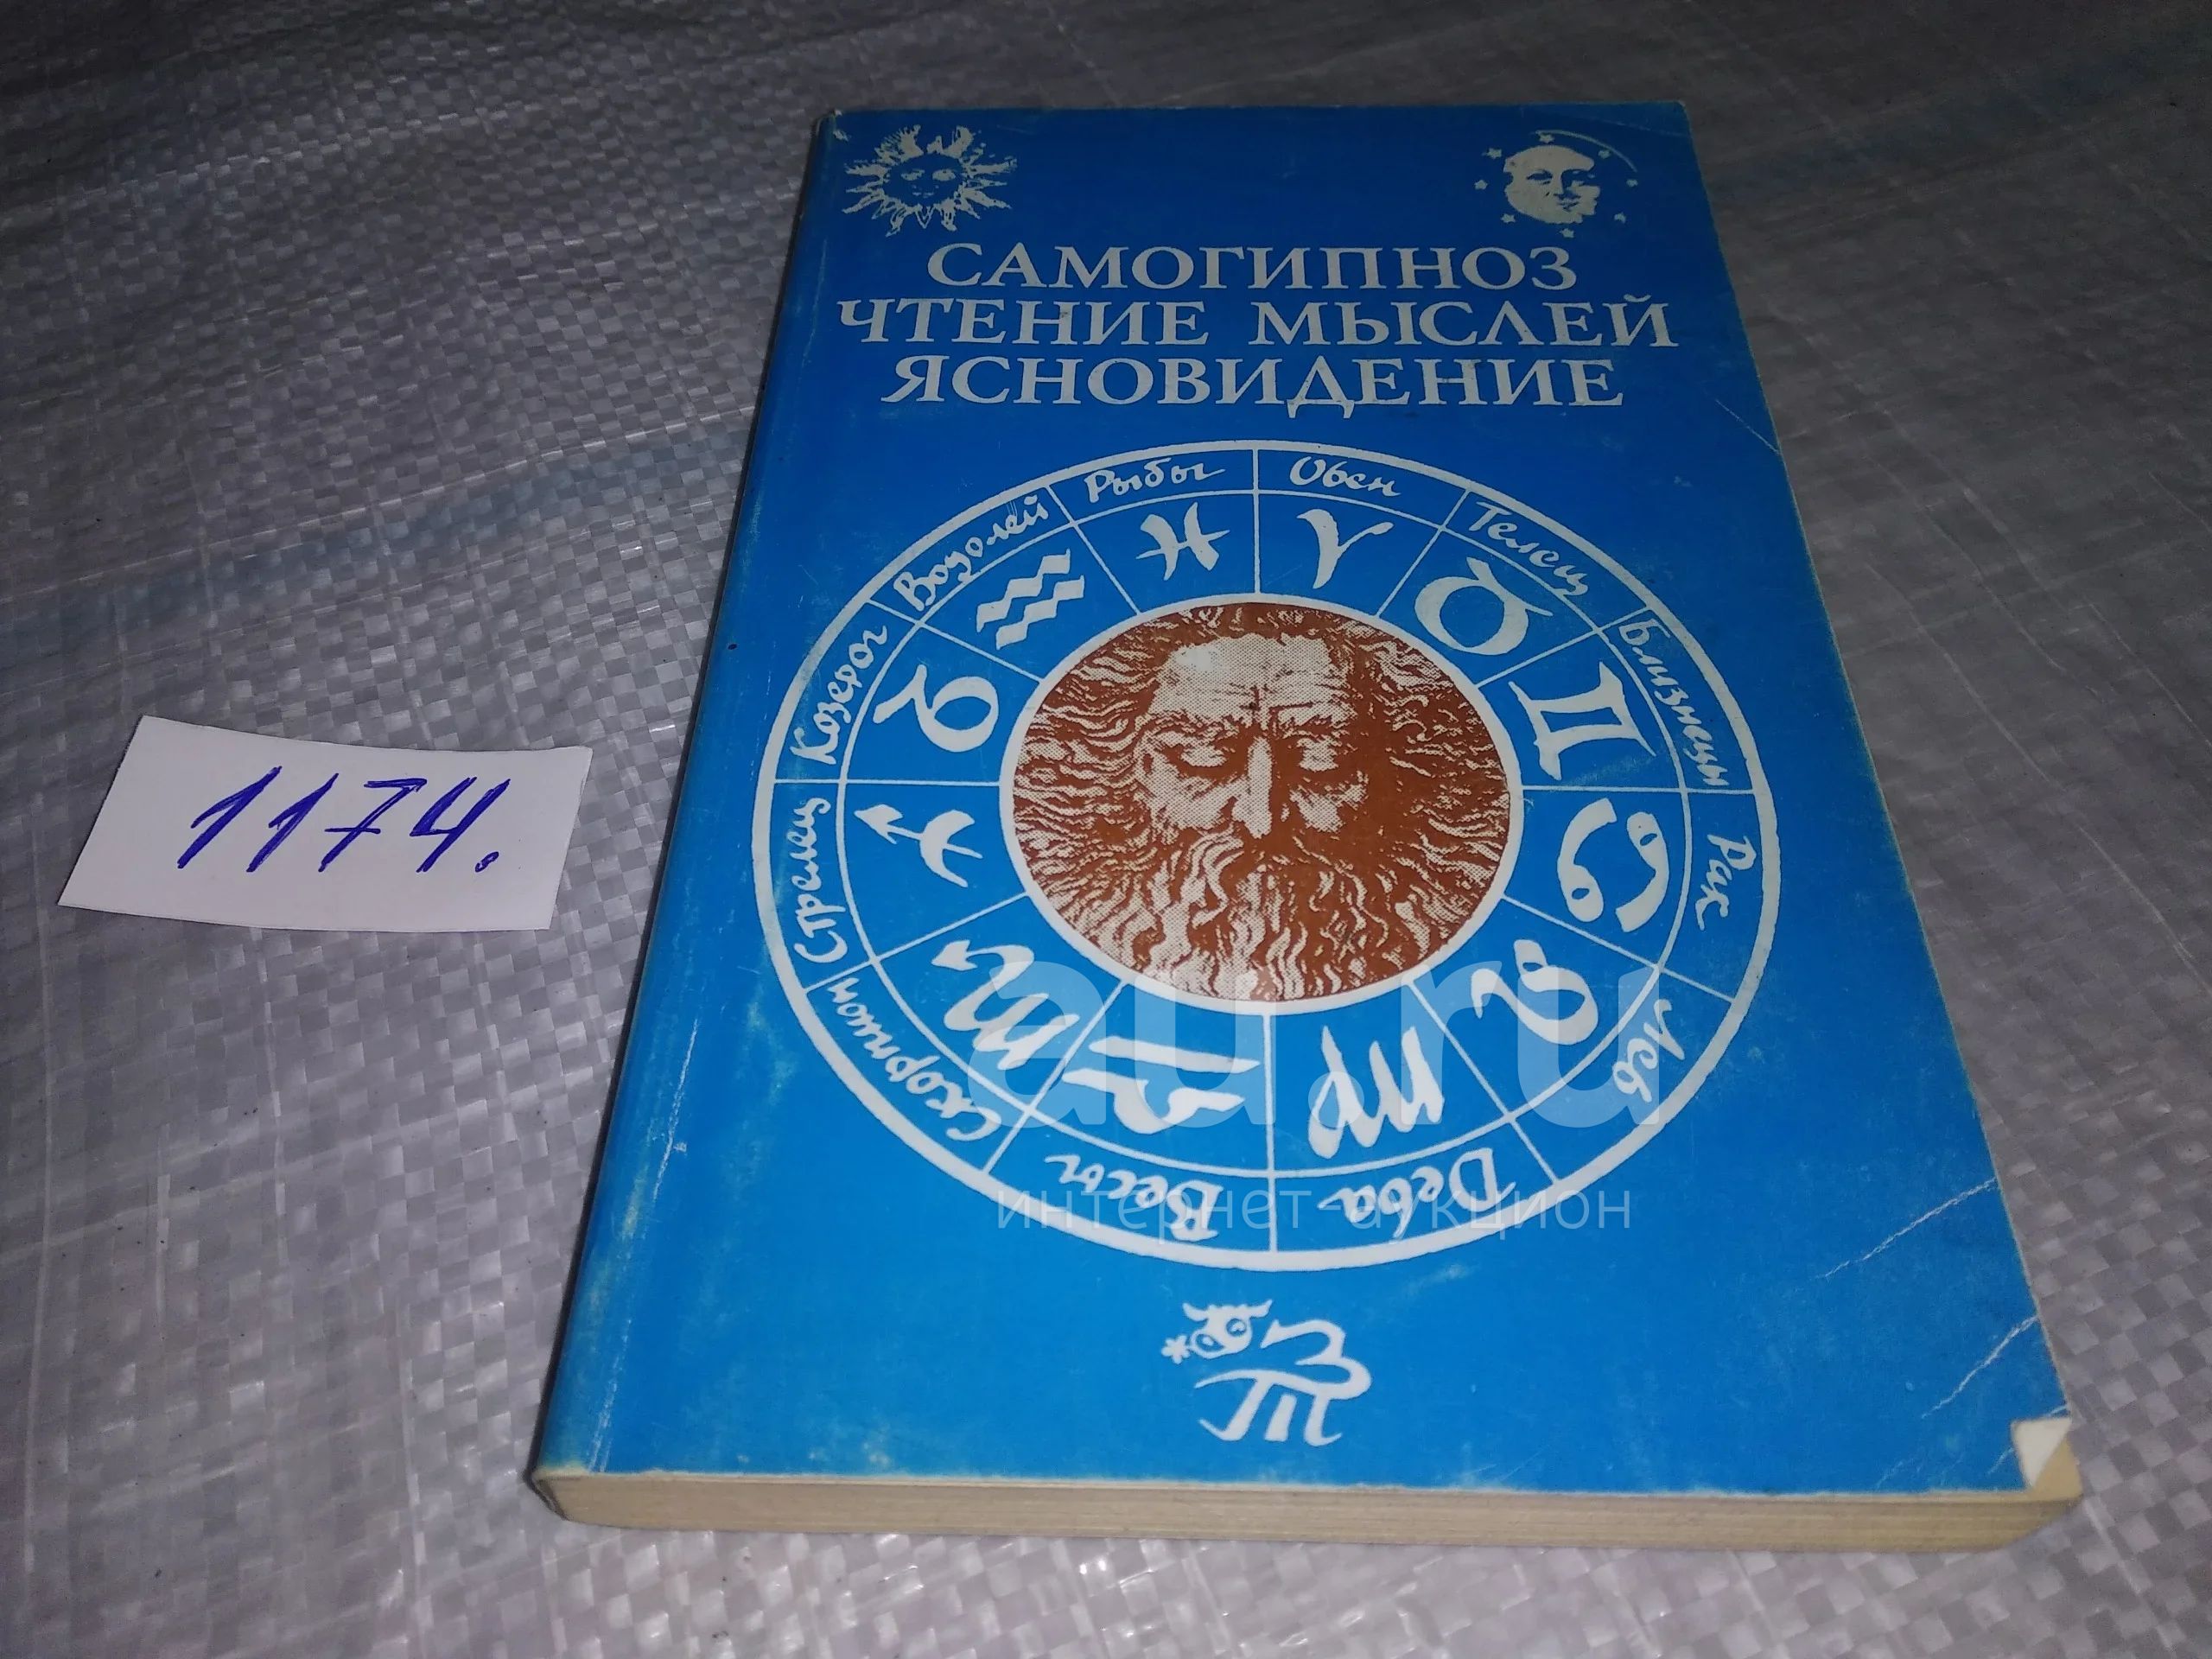 САМОГИПНОЗ
ЧТЕНИЕ МЫСЛЕЙ
ЯСНОВИДЕНИЕ
Рыбы
Овен
Телец
Близнецы
Рак
Лев
Дева
Весы
Скорпион
Стрелец
Козерог
Водолей
1174.
au.ru
интернет-аукцион